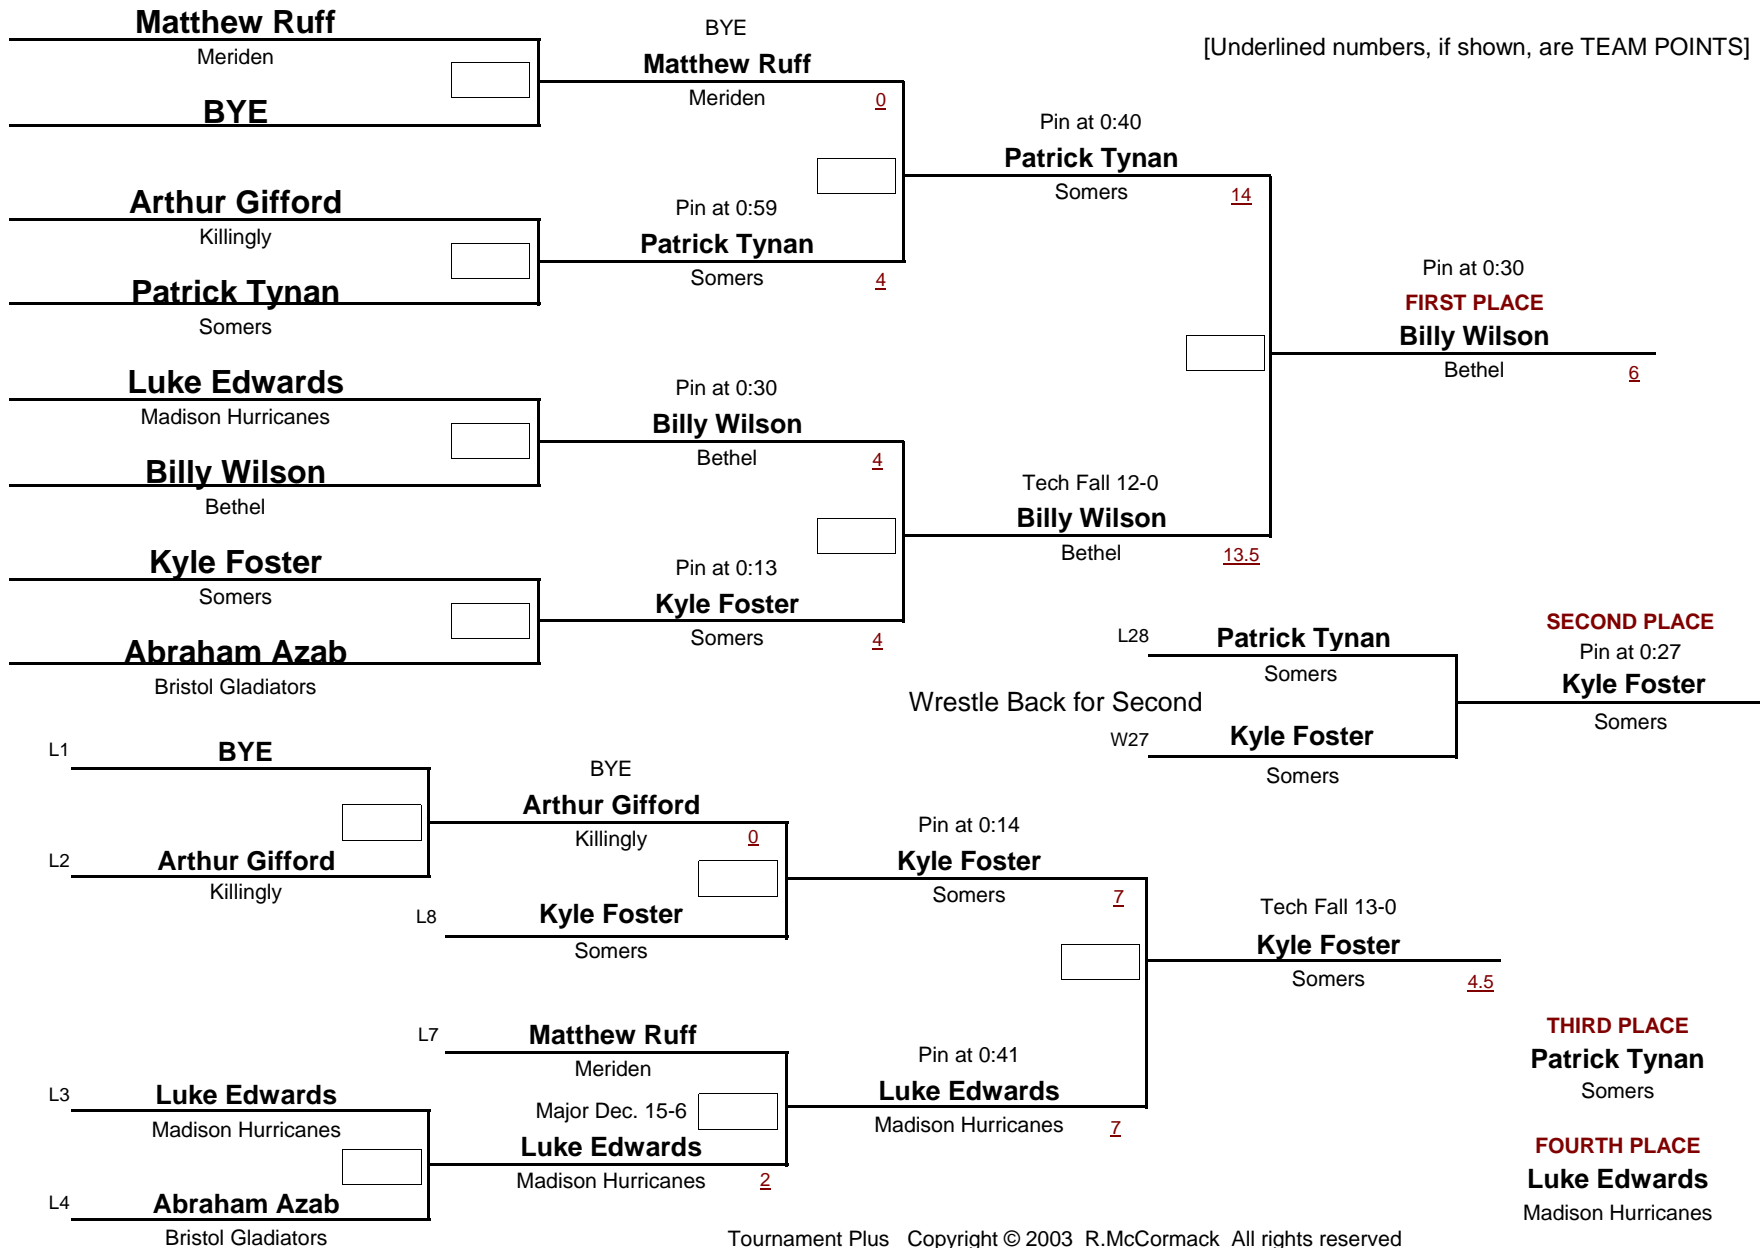 Matthew Ruff
Meriden
BYE
Arthur Gifford
Killingly
Patrick Tynan
Somers
Luke Edwards
Madison Hurricanes
Billy Wilson
Bethel
Kyle Foster
Somers
Abraham Azab
Bristol Gladiators
BYE
Matthew Ruff
Meriden
0
Pin at 0:59
Patrick Tynan
Somers
4
Pin at 0:30
Billy Wilson
Bethel
4
Pin at 0:13
Kyle Foster
Somers
4
[Underlined numbers, if shown, are TEAM POINTS]
Pin at 0:40
Patrick Tynan
Somers
14
Tech Fall 12-0
Billy Wilson
Bethel
13.5
Pin at 0:30
FIRST PLACE
Billy Wilson
Bethel
6
Wrestle Back for Second
L28
Patrick Tynan
Somers
W27
Kyle Foster
Somers
SECOND PLACE
Pin at 0:27
Kyle Foster
Somers
L1
BYE
L2
Arthur Gifford
Killingly
L3
Luke Edwards
Madison Hurricanes
L4
Abraham Azab
Bristol Gladiators
BYE
Arthur Gifford
Killingly
0
L8
Kyle Foster
Somers
L7
Matthew Ruff
Meriden
Major Dec. 15-6
Luke Edwards
Madison Hurricanes
2
Pin at 0:14
Kyle Foster
Somers
7
Pin at 0:41
Luke Edwards
Madison Hurricanes
7
Tech Fall 13-0
Kyle Foster
Somers
4.5
THIRD PLACE
Patrick Tynan
Somers
FOURTH PLACE
Luke Edwards
Madison Hurricanes
Tournament Plus Copyright © 2003 R.McCormack All rights reserved